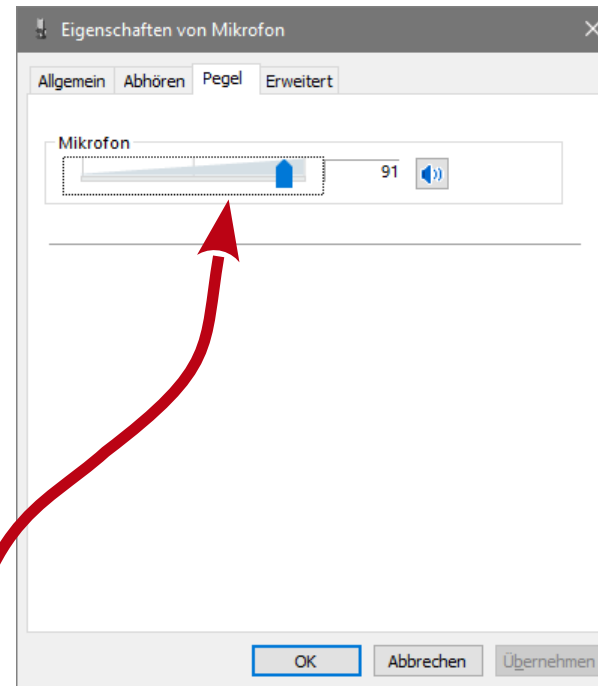 Eigenschaften von Mikrofon
Allgemein Abhören Pegel Erweitert
Mikrofon
91
OK Abbrechen Übernehmen